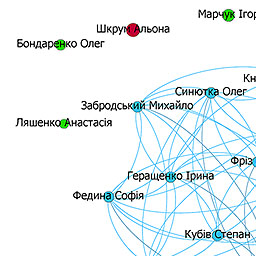 Марчук Ігор
Шкрум Альона
Бондаренко Олег
Кн
Синютка Олег
Забродський Михайло
Ляшенко Анастасія
Фріз
Геращенко Ірина
Федина Софія
Кубів Степан